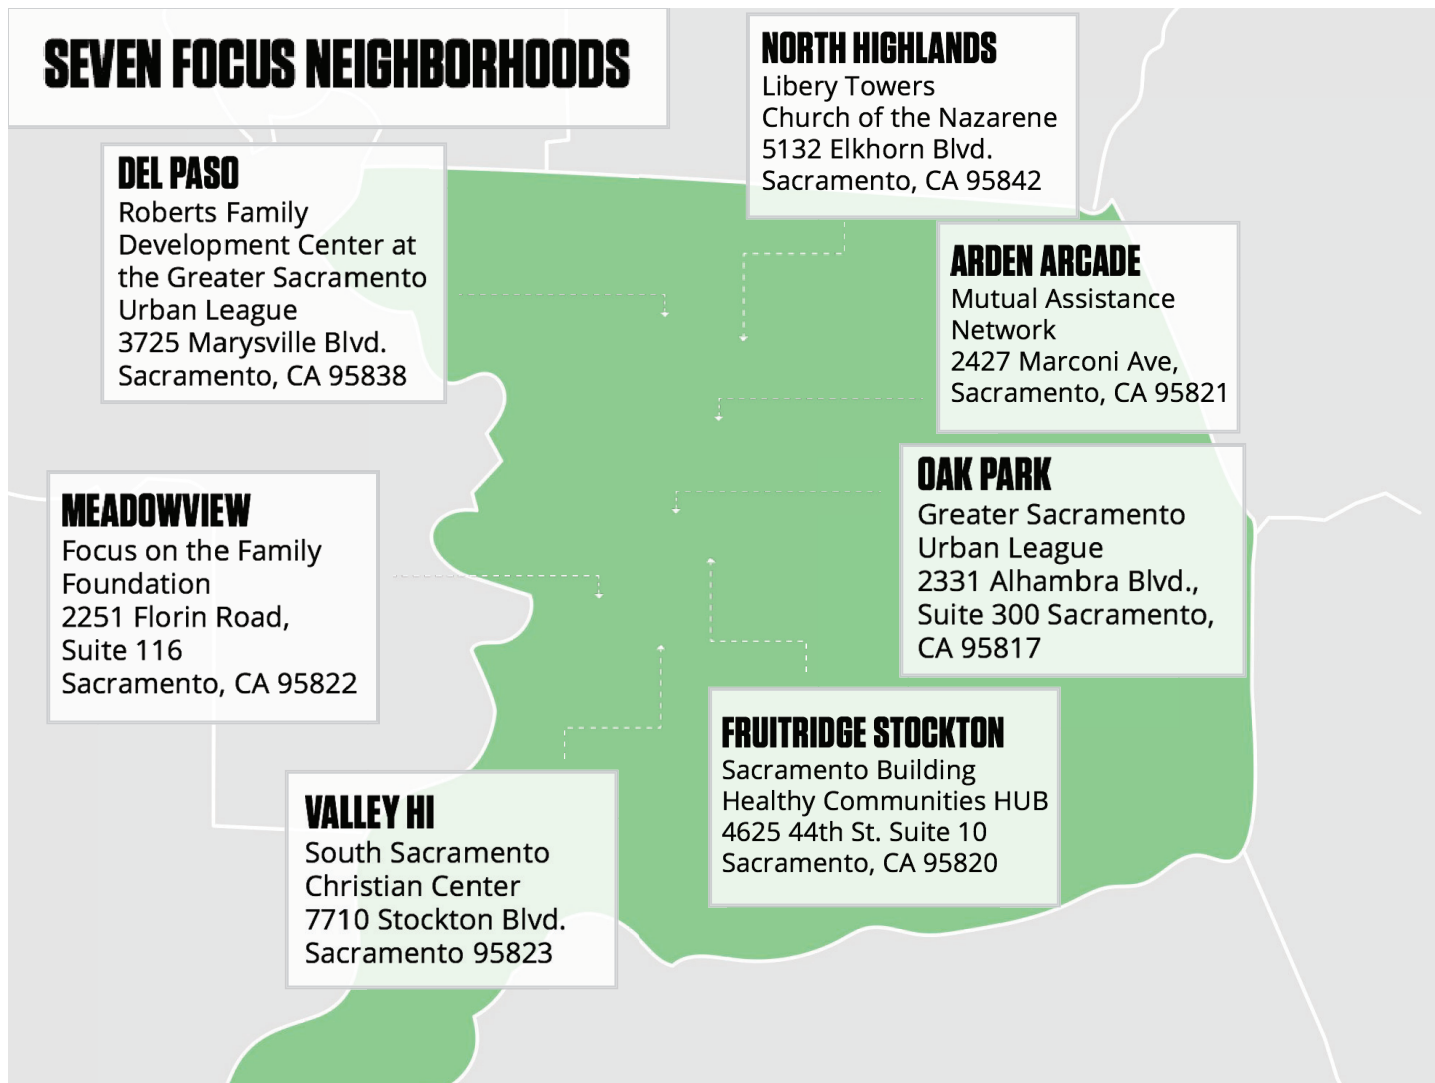 SEVEN FOCUS NEIGHBORHOODS
NORTH HIGHLANDS
Libery Towers
Church of the Nazarene
5132 Elkhorn Blvd.
Sacramento, CA 95842
DEL PASO
Roberts Family
Development Center at
the Greater Sacramento
Urban League
3725 Marysville Blvd.
Sacramento, CA 95838
ARDEN ARCADE
Mutual Assistance
Network
2427 Marconi Ave,
Sacramento, CA 95821
OAK PARK
Greater Sacramento
Urban League
2331 Alhambra Blvd.,
Suite 300 Sacramento,
CA 95817
MEADOWVIEW
Focus on the Family
Foundation
2251 Florin Road,
Suite 116
Sacramento, CA 95822
FRUITRIDGE STOCKTON
Sacramento Building
Healthy Communities HUB
4625 44th St. Suite 10
Sacramento, CA 95820
VALLEY HI
South Sacramento
Christian Center
7710 Stockton Blvd.
Sacramento 95823